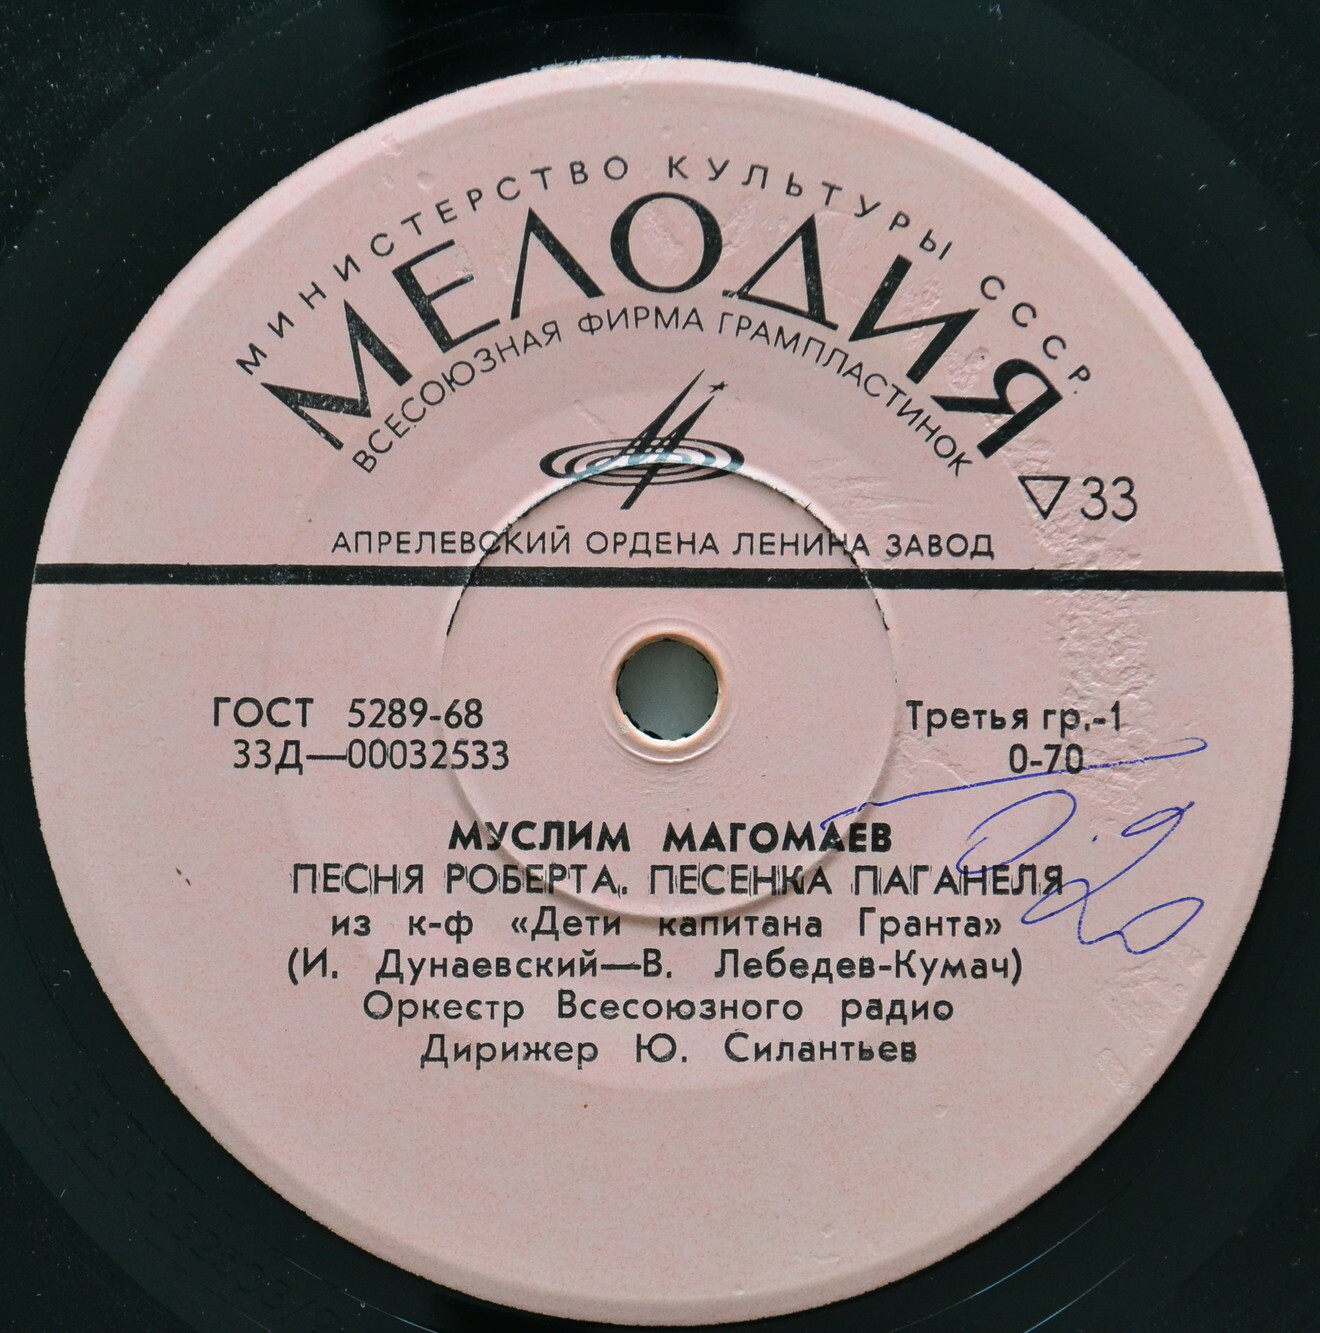 МИНИСТЕРСТВО КУЛЬТУРЫ СССР.
МЕЛОДИЯ
ВСЕСОЮЗНАЯ ФИРМА ГРАМПЛАСТИНОК
▽33
АПРЕЛЕВСКИЙ ОРДЕНА ЛЕНИНА ЗАВОД
ГОСТ 5289-68
Третья гр.-1
33Д—00032533
0-70
МУСЛИМ МАГОМАЕВ
ПЕСНЯ РОБЕРТА. ПЕСЕНКА ПАГАНЕЛЯ
из к-ф «Дети капитана Гранта»
(И. Дунаевский—В. Лебедев-Кумач)
Оркестр Всесоюзного радио
Дирижер Ю. Силантьев